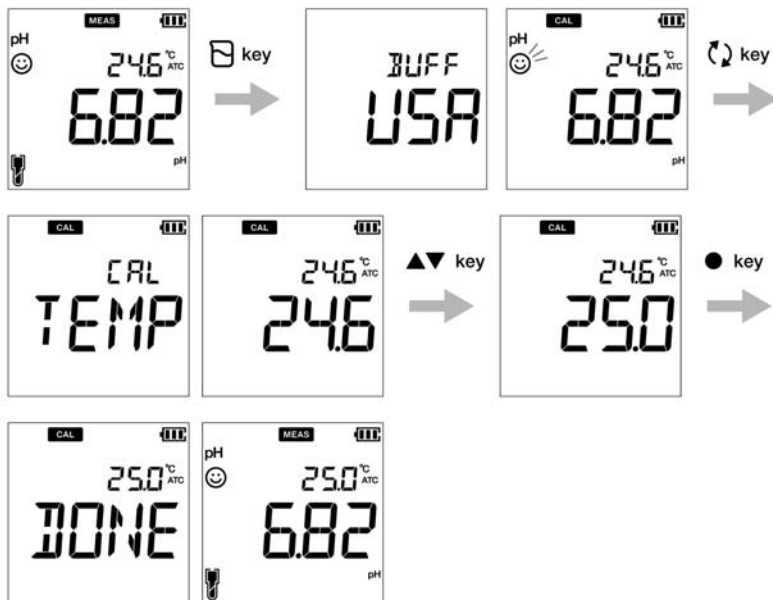 MEAS
pH
24.6 °C
ATC
6.82
pH
key
BUFF
USA
CAL
pH
24.6 °C
ATC
6.82
pH
key
CAL
CAL
TEMP
CAL
24.6 °C
ATC
24.6
▲▼ key
CAL
24.6 °C
ATC
25.0
● key
CAL
25.0 °C
ATC
DONE
MEAS
pH
25.0 °C
ATC
6.82
pH